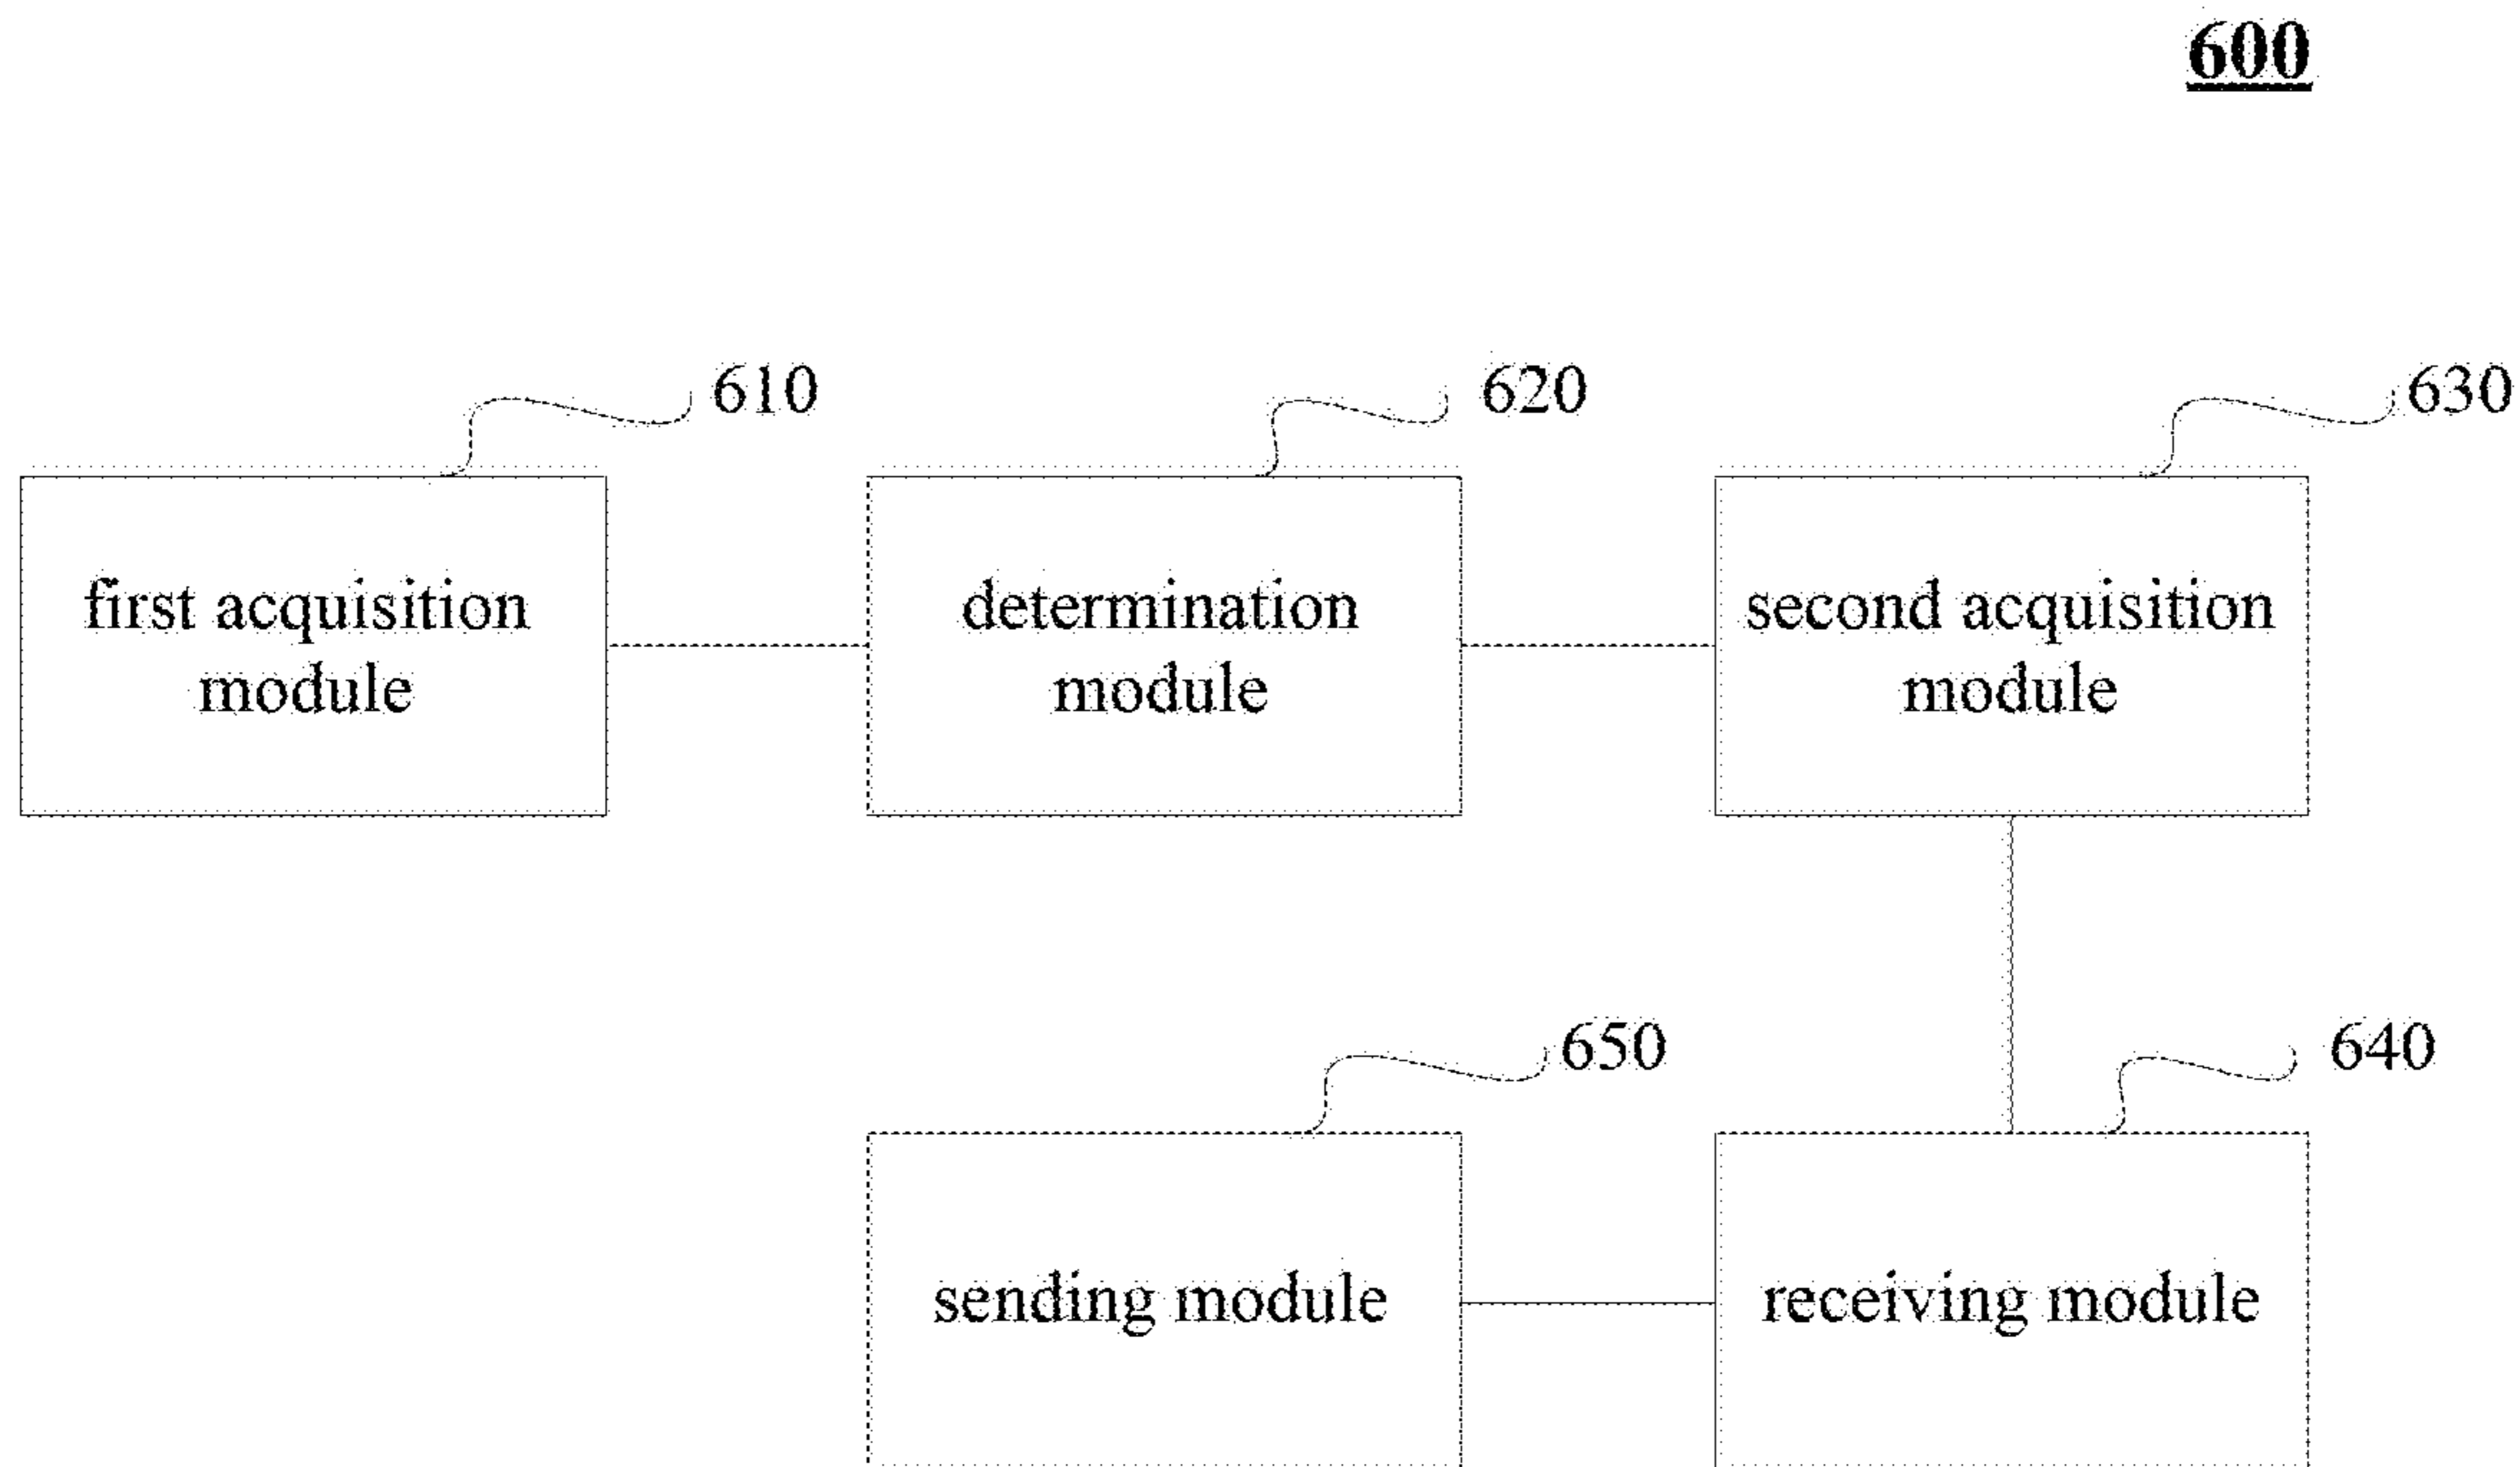 600
610
620
630
first acquisition
module
determination
module
second acquisition
module
650
640
sending module
receiving module